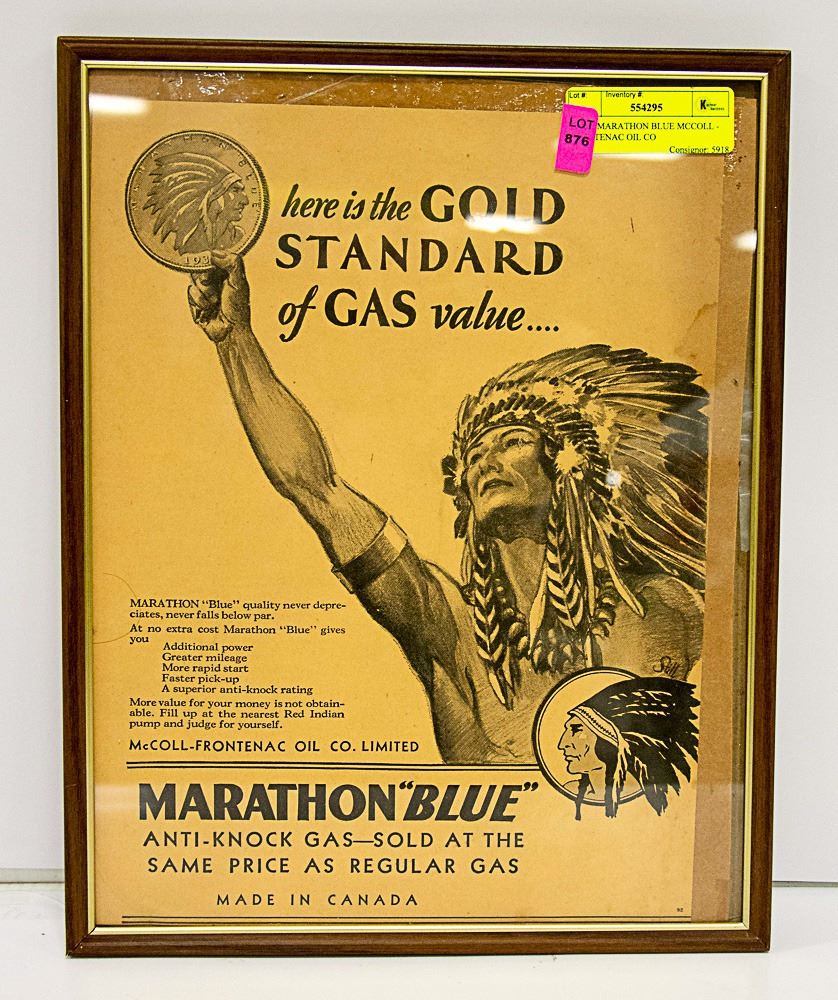 Lot # Inventory #:
554295
LOT
876
MARATHON BLUE MCCOLL -
TENAC OIL CO
Consignor: 5918
MARATHON BLUE
193
here is the GOLD
STANDARD
of GAS value....
MARATHON "Blue" quality never depre-
ciates, never falls below par.
At no extra cost Marathon "Blue" gives
you
Additional power
Greater mileage
More rapid start
Faster pick-up
A superior anti-knock rating
More value for your money is not obtain-
able. Fill up at the nearest Red Indian
pump and judge for yourself.
McCOLL-FRONTENAC OIL CO. LIMITED
MARATHON "BLUE"
ANTI-KNOCK GAS—SOLD AT THE
SAME PRICE AS REGULAR GAS
MADE IN CANADA
92